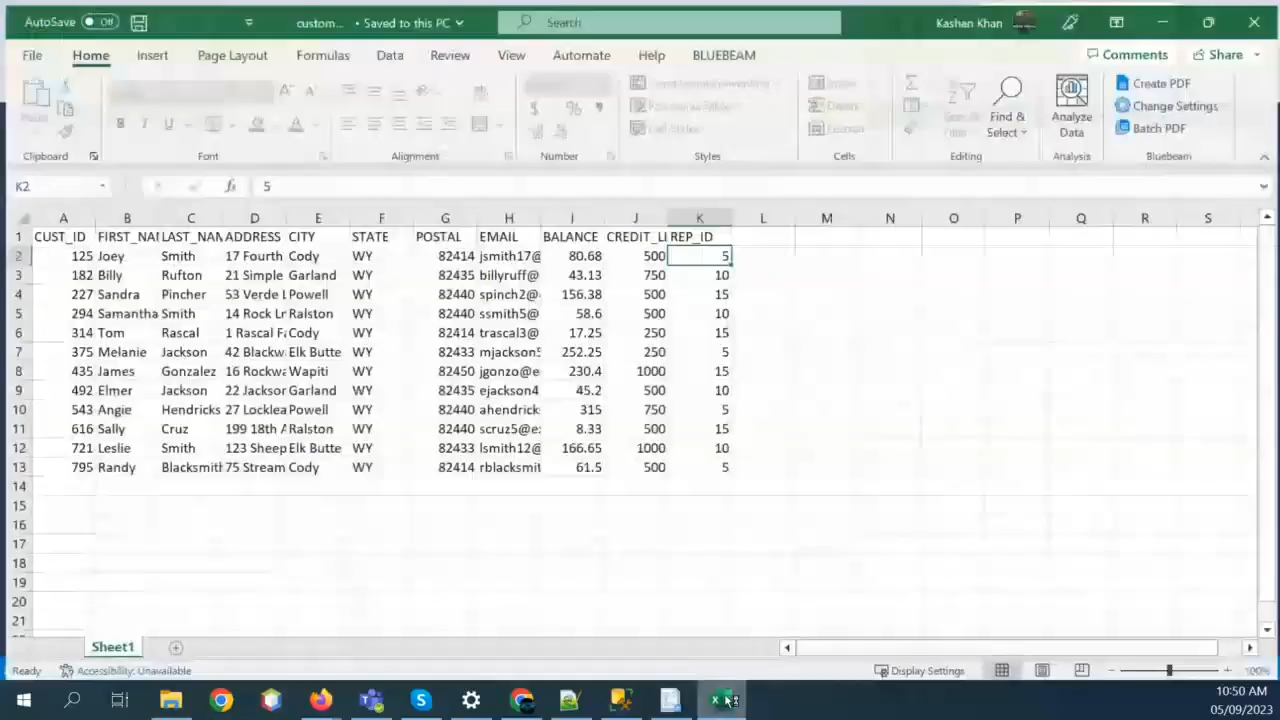 AutoSave Off custom... • Saved to this PC Search Kashan Khan
File Home Insert Page Layout Formulas Data Review View Automate Help BLUEBEAM Comments Share
Find & Select
Analyze Data
Create PDF
Change Settings
Batch PDF
Clipboard Font Alignment Number Styles Cells Editing Analysis Bluebeam
K2 fx 5
A B C D E F G H I J K L M N O P Q R S
1 CUST_ID FIRST_NAM LAST_NAN ADDRESS CITY STATE POSTAL EMAIL BALANCE CREDIT_LI REP_ID
2 125 Joey Smith 17 Fourth Cody WY 82414 jsmith17@ 80.68 500 5
3 182 Billy Rufton 21 Simple Garland WY 82435 billyruff@ 43.13 750 10
4 227 Sandra Pincher 53 Verde L Powell WY 82440 spinch2@ 156.38 500 15
5 294 Samantha Smith 14 Rock Ln Ralston WY 82440 ssmith5@ 58.6 500 10
6 314 Tom Rascal 1 Rascal Fa Cody WY 82414 trascal3@ 17.25 250 15
7 375 Melanie Jackson 42 Blackwa Elk Butte WY 82433 mjackson5 252.25 250 5
8 435 James Gonzalez 16 Rockwa Wapiti WY 82450 jgonzo@e 230.4 1000 15
9 492 Elmer Jackson 22 Jackson Garland WY 82435 ejackson4 45.2 500 10
10 543 Angie Hendricks 27 Locklea Powell WY 82440 ahendrick 315 750 5
11 616 Sally Cruz 199 18th A Ralston WY 82440 scruz5@e 8.33 500 15
12 721 Leslie Smith 123 Sheep Elk Butte WY 82433 lsmith12@ 166.65 1000 10
13 795 Randy Blacksmith 75 Stream Cody WY 82414 rblacksmit 61.5 500 5
14
15
16
17
18
19
20
21
Sheet1
Ready Accessibility: Unavailable Display Settings 100%
10:50 AM
05/09/2023